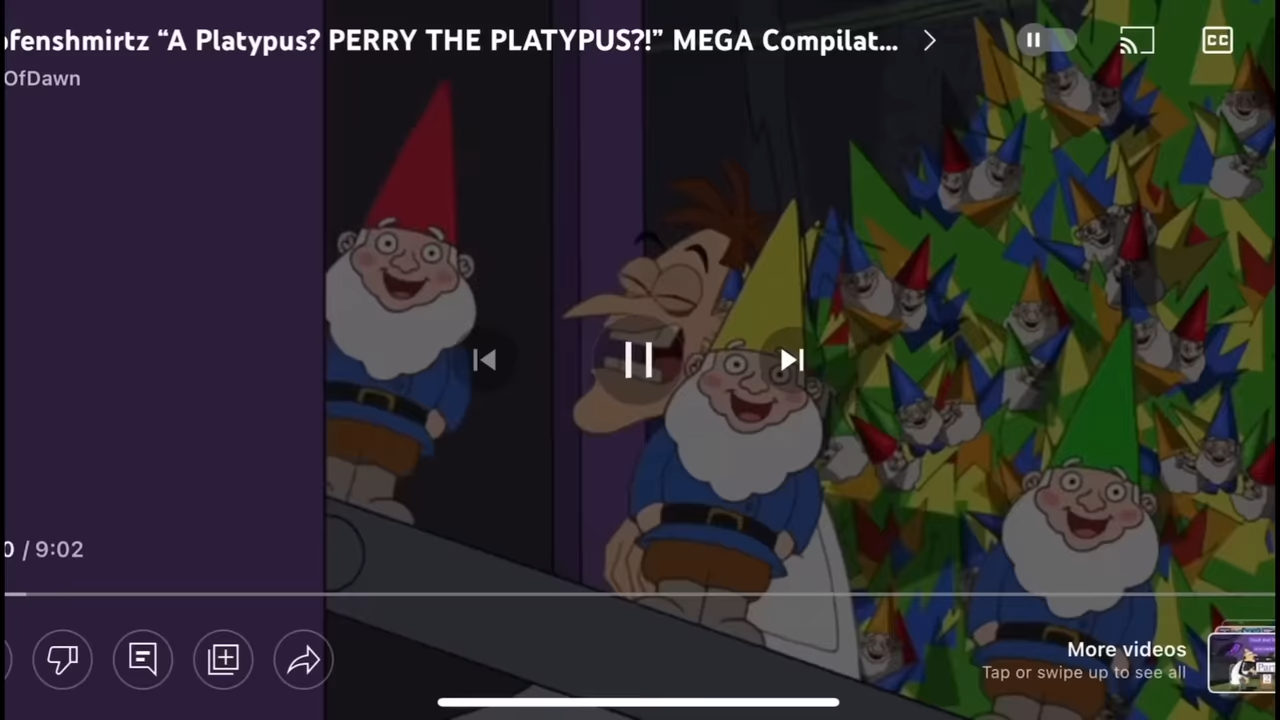 ofenshmirtz “A Platypus? PERRY THE PLATYPUS?!” MEGA Compilat...
CC
OfDawn
0 / 9:02
More videos
Tap or swipe up to see all